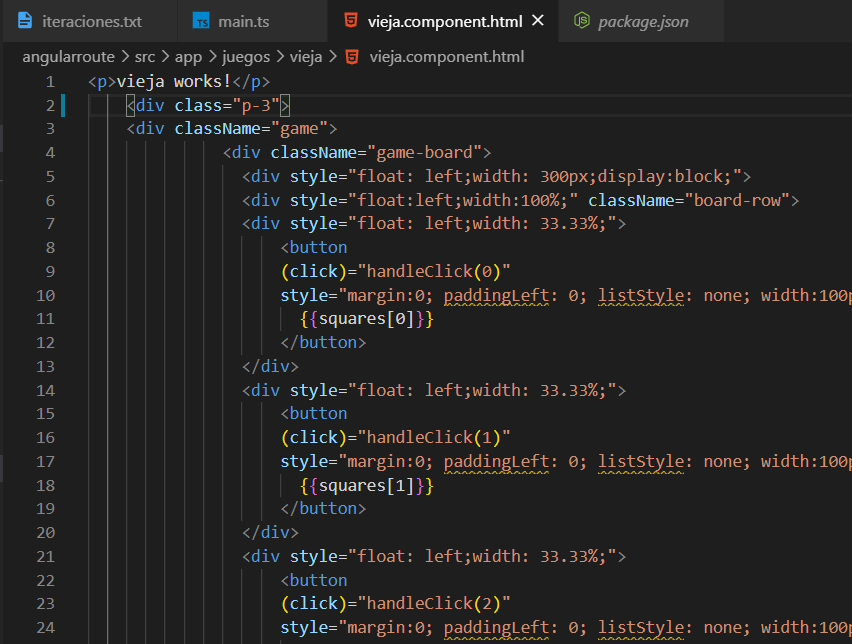 iteraciones.txt TS main.ts vieja.component.html JS package.json
angularroute > src > app > juegos > vieja > vieja.component.html
1 <p>vieja works!</p>
2 <div class="p-3">
3 <div className="game">
4 <div className="game-board">
5 <div style="float: left;width: 300px;display:block;">
6 <div style="float:left;width:100%;" className="board-row">
7 <div style="float: left;width: 33.33%;">
8 <button
9 (click)="handleClick(0)"
10 style="margin:0; paddingLeft: 0; listStyle: none; width:100p
11 {{squares[0]}}
12 </button>
13 </div>
14 <div style="float: left;width: 33.33%;">
15 <button
16 (click)="handleClick(1)"
17 style="margin:0; paddingLeft: 0; listStyle: none; width:100p
18 {{squares[1]}}
19 </button>
20 </div>
21 <div style="float: left;width: 33.33%;">
22 <button
23 (click)="handleClick(2)"
24 style="margin:0; paddingLeft: 0; listStyle: none; width:100p